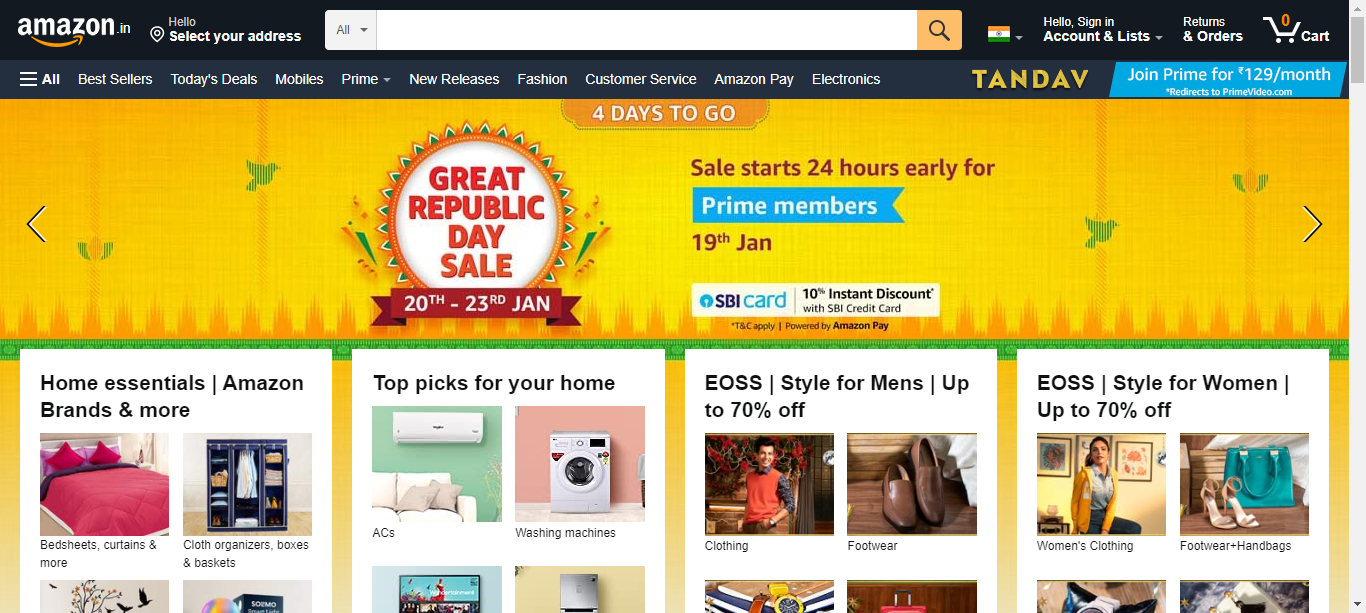 amazon.in
Hello
Select your address
All
Hello, Sign in
Account & Lists
Returns
& Orders
0
Cart
All
Best Sellers
Today's Deals
Mobiles
Prime
New Releases
Fashion
Customer Service
Amazon Pay
Electronics
TANDAV
Join Prime for ₹129/month
*Redirects to PrimeVideo.com
4 DAYS TO GO
GREAT
REPUBLIC
DAY
SALE
20TH - 23RD JAN
Sale starts 24 hours early for
Prime members
19th Jan
SBI card
10% Instant Discount*
with SBI Credit Card
*T&C apply | Powered by Amazon Pay
Home essentials | Amazon
Brands & more
Bedsheets, curtains &
more
Cloth organizers, boxes
& baskets
SOEMO
Top picks for your home
ACs
Washing machines
EOSS | Style for Mens | Up
to 70% off
Clothing
Footwear
EOSS | Style for Women |
Up to 70% off
Women's Clothing
Footwear+Handbags